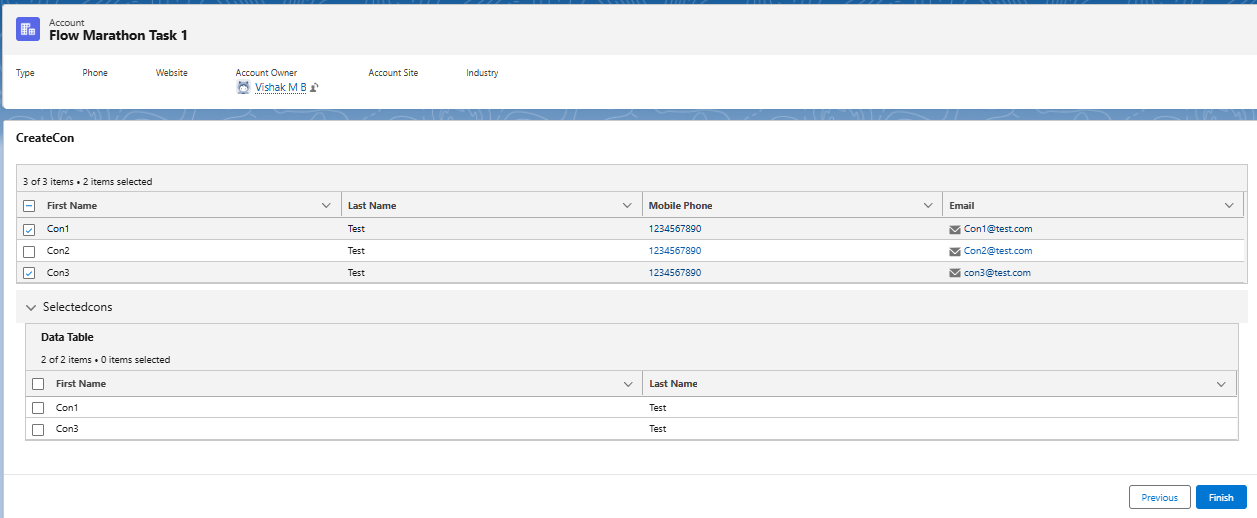 Account
Flow Marathon Task 1
Type Phone Website Account Owner Account Site Industry
Vishak M B
CreateCon
3 of 3 items • 2 items selected
First Name Last Name Mobile Phone Email
Con1 Test 1234567890 Con1@test.com
Con2 Test 1234567890 Con2@test.com
Con3 Test 1234567890 con3@test.com
Selectedcons
Data Table
2 of 2 items • 0 items selected
First Name Last Name
Con1 Test
Con3 Test
Previous Finish